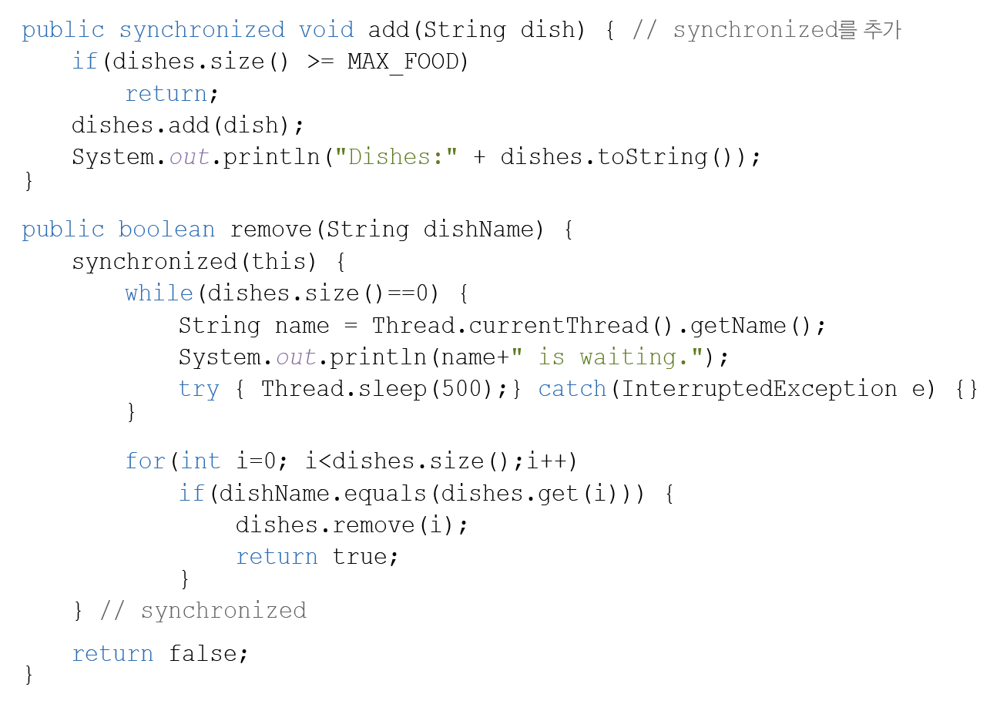 public synchronized void add(String dish) { // synchronized를 추가
    if(dishes.size() >= MAX_FOOD)
        return;
    dishes.add(dish);
    System.out.println("Dishes:" + dishes.toString());
}

public boolean remove(String dishName) {
    synchronized(this) {
        while(dishes.size()==0) {
            String name = Thread.currentThread().getName();
            System.out.println(name+" is waiting.");
            try { Thread.sleep(500);} catch(InterruptedException e) {}
        }

        for(int i=0; i<dishes.size();i++)
            if(dishName.equals(dishes.get(i))) {
                dishes.remove(i);
                return true;
            }
    } // synchronized

    return false;
}